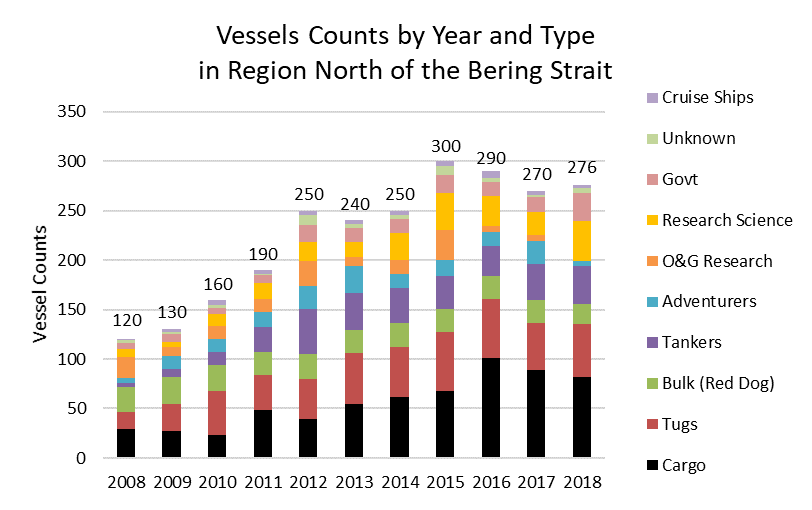 Vessels Counts by Year and Type
in Region North of the Bering Strait
Vessel Counts
350
300
250
200
150
100
50
0
120
130
160
190
250
240
250
300
290
270
276
2008 2009 2010 2011 2012 2013 2014 2015 2016 2017 2018
Cruise Ships
Unknown
Govt
Research Science
O&G Research
Adventurers
Tankers
Bulk (Red Dog)
Tugs
Cargo